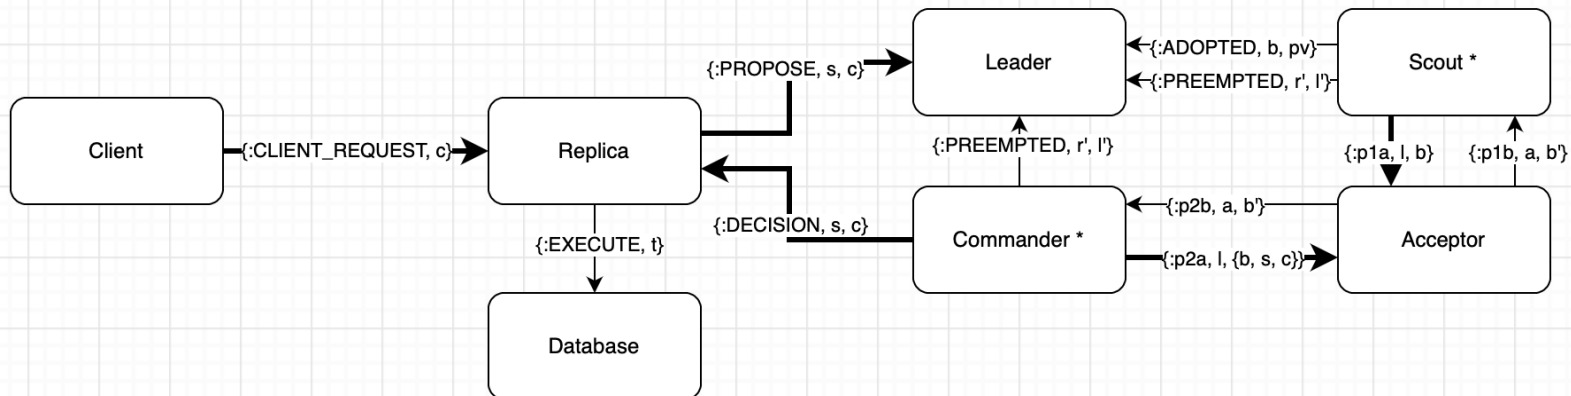 Leader
Scout *
{:ADOPTED, b, pv}
{:PROPOSE, s, c}
{:PREEMPTED, r', l'}
Client
{:CLIENT_REQUEST, c}
Replica
{:PREEMPTED, r', l'}
{:p1a, l, b}
{:p1b, a, b'}
{:p2b, a, b'}
{:DECISION, s, c}
Commander *
Acceptor
{:EXECUTE, t}
{:p2a, l, {b, s, c}}
Database